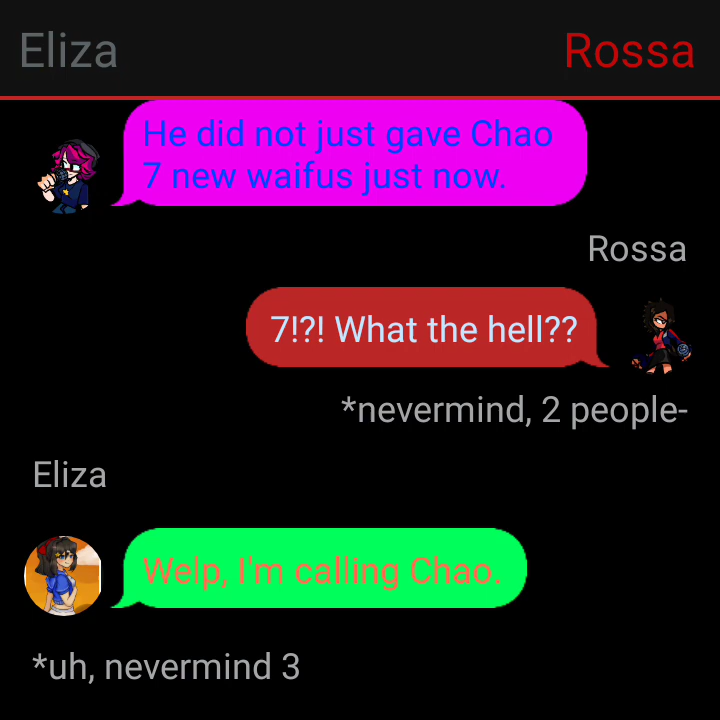 Eliza
Rossa
He did not just gave Chao
7 new waifus just now.
Rossa
7!?! What the hell??
*nevermind, 2 people-
Eliza
Welp, I'm calling Chao.
*uh, nevermind 3